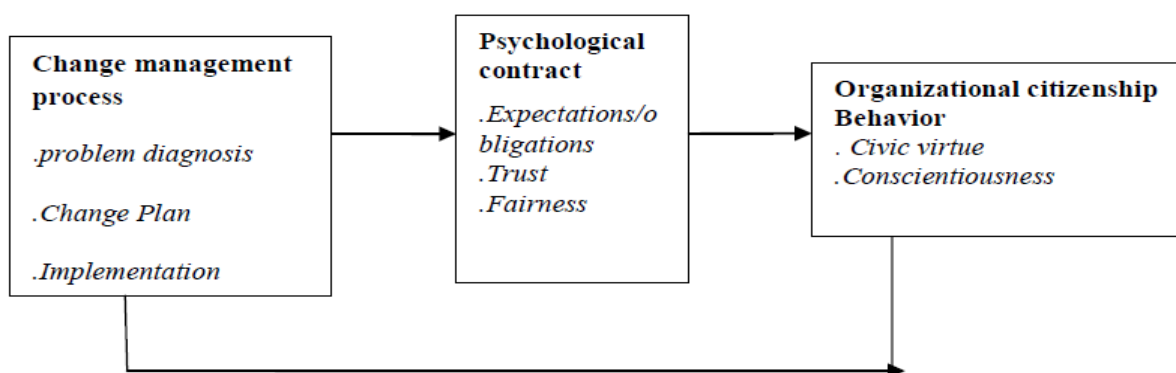 Change management
process
.problem diagnosis
.Change Plan
.Implementation
Psychological
contract
.Expectations/o
bligations
.Trust
.Fairness
Organizational citizenship
Behavior
. Civic virtue
.Conscientiousness